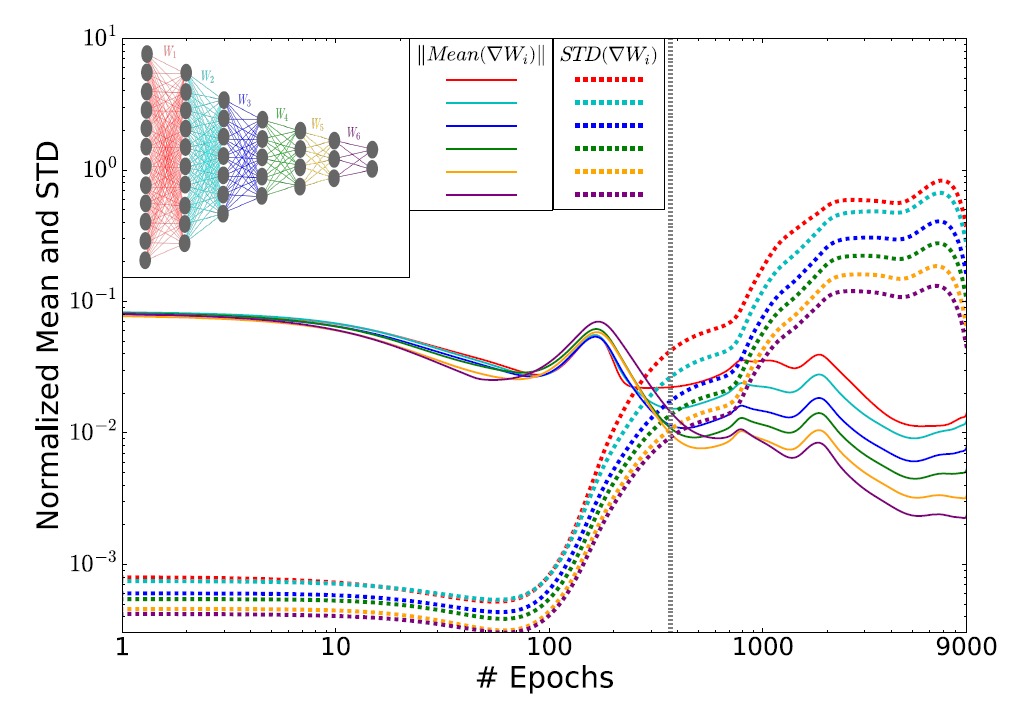 10¹
10⁰
10⁻¹
10⁻²
10⁻³
Normalized Mean and STD
W₁
W₂
W₃
W₄
W₅
W₆
‖Mean(∇Wᵢ)‖
STD(∇Wᵢ)
1 10 100 1000 9000
# Epochs